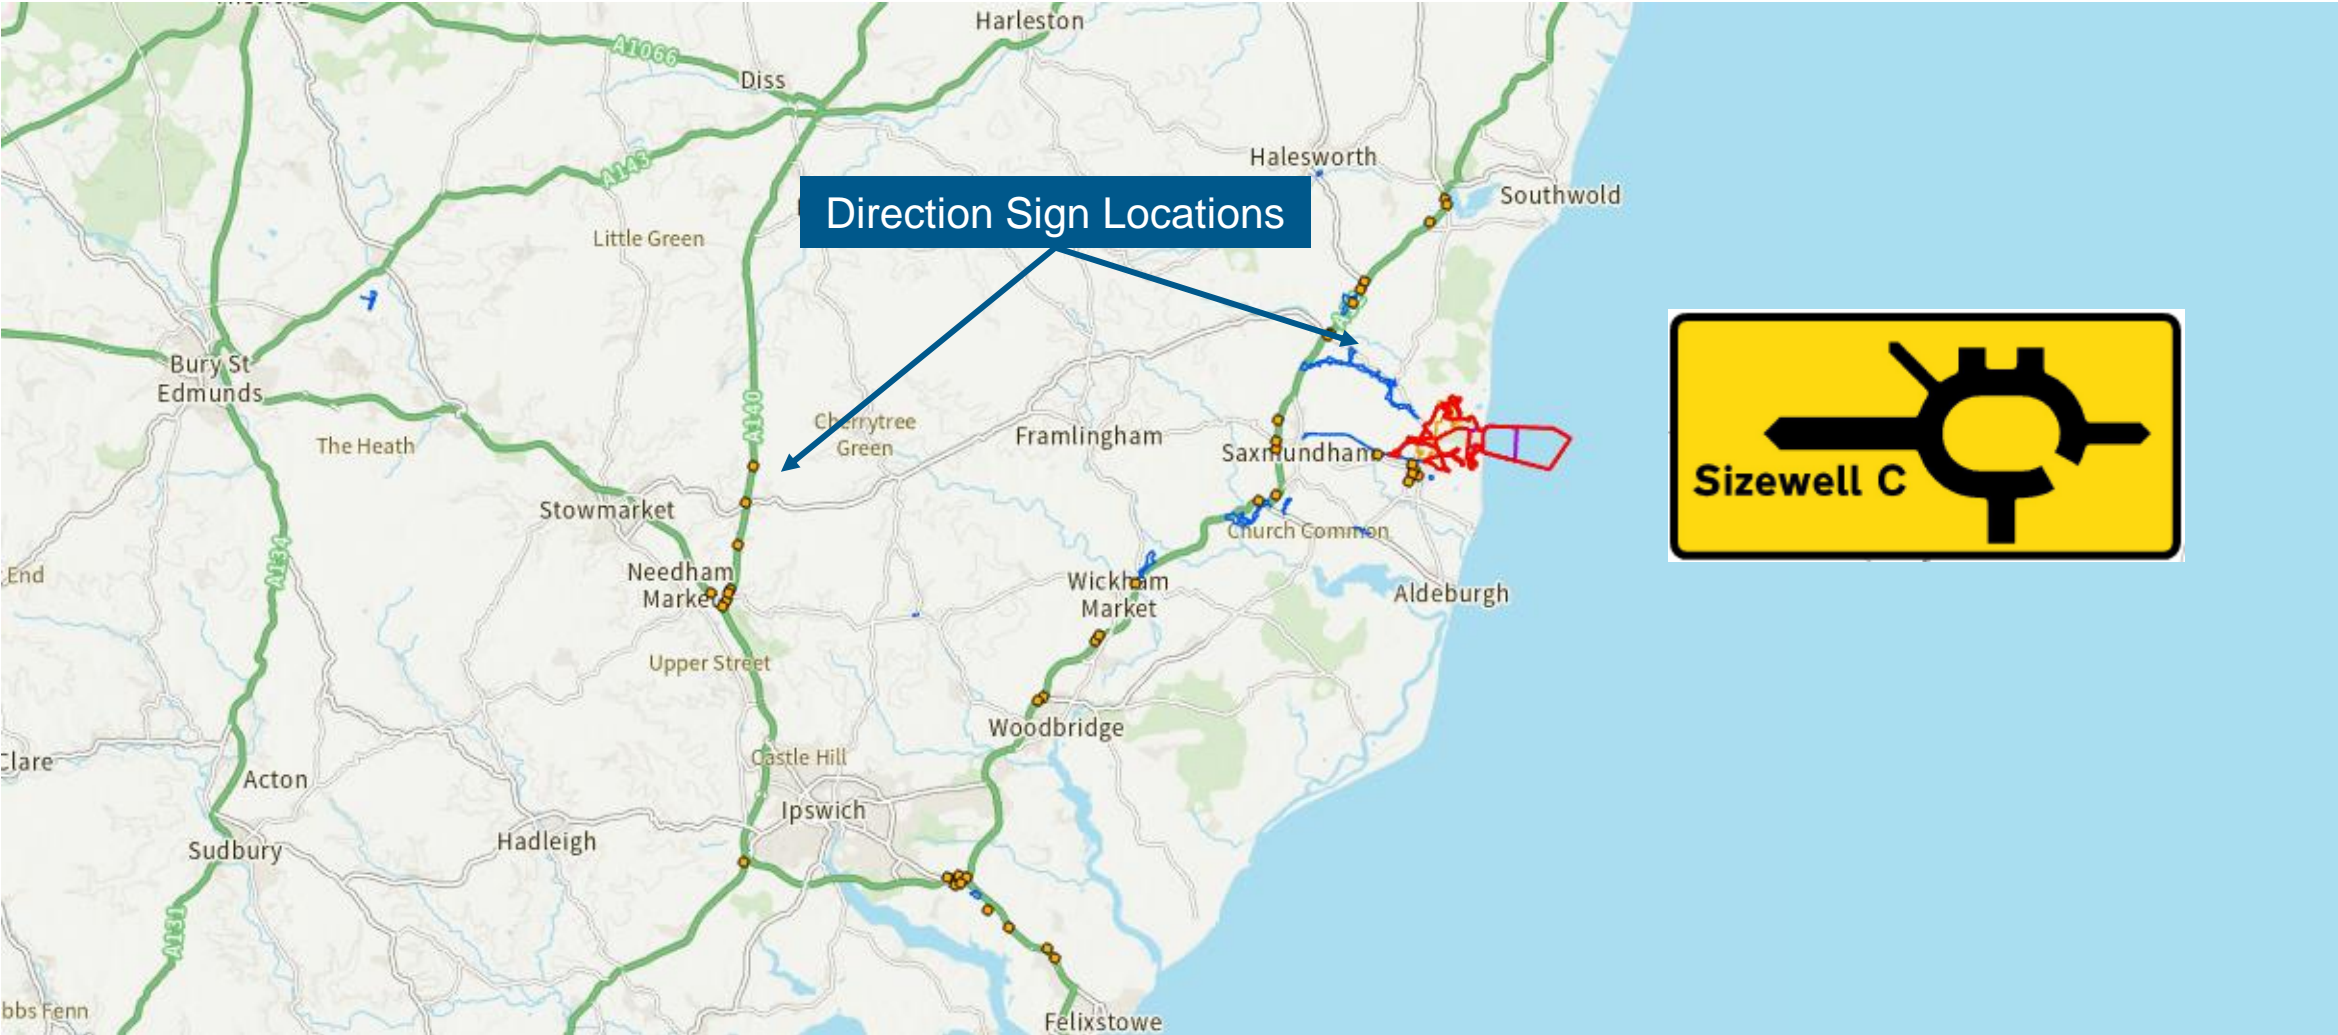 Harleston
A1066
Diss
Halesworth
A143
Southwold
Direction Sign Locations
Little Green
Bury St
Edmunds
A140
Cherrytree
Green
Framlingham
The Heath
Saxmundham
Sizewell C
Stowmarket
Church Common
End
A134
Needham
Market
Wickham
Market
Aldeburgh
Upper Street
Woodbridge
Clare
Castle Hill
Acton
Ipswich
Hadleigh
Sudbury
A131
bbs Fenn
Felixstowe